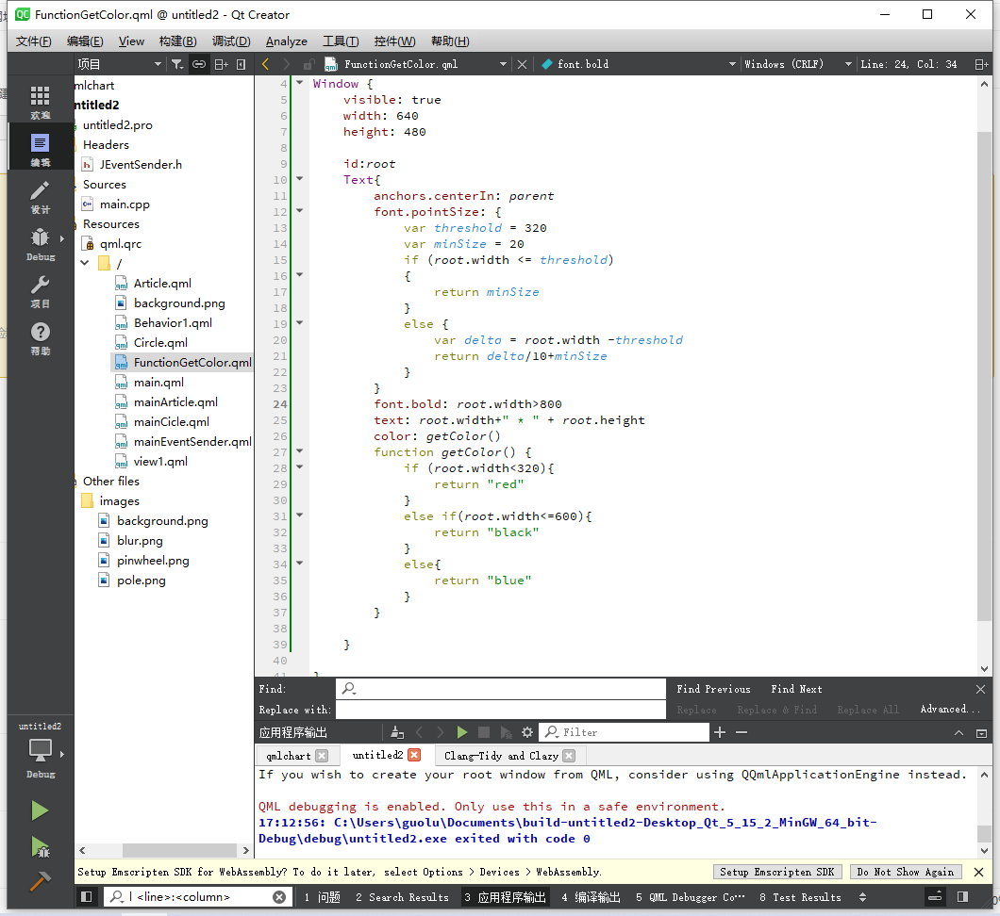 FunctionGetColor.qml @ untitled2 - Qt Creator
文件(F) 编辑(E) View 构建(B) 调试(D) Analyze 工具(T) 控件(W) 帮助(H)
项目 FunctionGetColor.qml font.bold Windows (CRLF) Line: 24, Col: 34
欢迎
编辑
设计
Debug
项目
帮助
untitled2
Debug
mlchart
ntitled2
untitled2.pro
Headers
JEventSender.h
Sources
main.cpp
Resources
qml.qrc
/
Article.qml
background.png
Behavior1.qml
Circle.qml
FunctionGetColor.qml
main.qml
mainArticle.qml
mainCicle.qml
mainEventSender.qml
view1.qml
Other files
images
background.png
blur.png
pinwheel.png
pole.png
4 Window {
5 visible: true
6 width: 640
7 height: 480
8
9 id:root
10 Text{
11 anchors.centerIn: parent
12 font.pointSize: {
13 var threshold = 320
14 var minSize = 20
15 if (root.width <= threshold)
16 {
17 return minSize
18 }
19 else {
20 var delta = root.width -threshold
21 return delta/10+minSize
22 }
23 }
24 font.bold: root.width>800
25 text: root.width+" * " + root.height
26 color: getColor()
27 function getColor() {
28 if (root.width<320){
29 return "red"
30 }
31 else if(root.width<=600){
32 return "black"
33 }
34 else{
35 return "blue"
36 }
37 }
38
39 }
40
41 }
Find: Find Previous Find Next
Replace with: Replace Replace & Find Replace All Advanced...
应用程序输出 Filter
qmlchart untitled2 Clang-Tidy and Clazy
If you wish to create your root window from QML, consider using QQmlApplicationEngine instead.
QML debugging is enabled. Only use this in a safe environment.
17:12:56: C:\Users\guolu\Documents\build-untitled2-Desktop_Qt_5_15_2_MinGW_64_bit-
Debug\debug\untitled2.exe exited with code 0
Setup Emscripten SDK for WebAssembly? To do it later, select Options > Devices > WebAssembly. Setup Emscripten SDK Do Not Show Again
l <line>:<column> 1 问题 2 Search Results 3 应用程序输出 4 编译输出 5 QML Debugger Co··· 8 Test Results